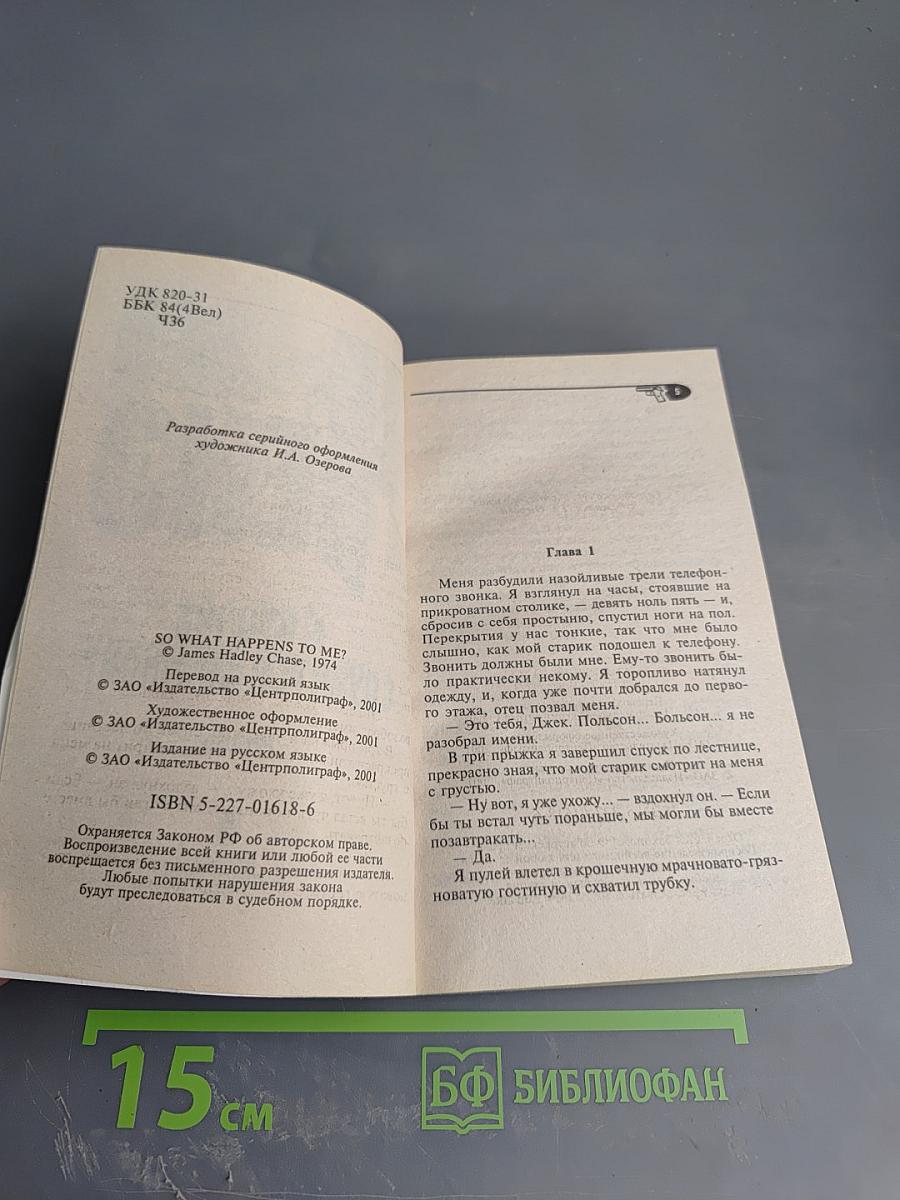 УДК 820-31
ББК 84(4Вел)
Ч36
Разработка серийного оформления
художника И.А. Озерова
SO WHAT HAPPENS TO ME?
© James Hadley Chase, 1974
Перевод на русский язык
© ЗАО «Издательство «Центрполиграф», 2001
Художественное оформление
© ЗАО «Издательство «Центрполиграф», 2001
Издание на русском языке
© ЗАО «Издательство «Центрполиграф», 2001
ISBN 5-227-01618-6
Охраняется Законом РФ об авторском праве.
Воспроизведение всей книги или любой ее части
воспрещается без письменного разрешения издателя.
Любые попытки нарушения закона
будут преследоваться в судебном порядке.
5
Глава 1
Меня разбудили назойливые трели телефон-
ного звонка. Я взглянул на часы, стоявшие на
прикроватном столике, — девять ноль пять — и,
сбросив с себя простыню, спустил ноги на пол.
Перекрытия у нас тонкие, так что мне было
слышно, как мой старик подошел к телефону.
Звонить должны были мне. Ему-то звонить бы-
ло практически некому. Я торопливо натянул
одежду, и, когда уже почти добрался до перво-
го этажа, отец позвал меня.
— Это тебя, Джек. Польсон... Больсон... я не
разобрал имени.
В три прыжка я завершил спуск по лестнице,
прекрасно зная, что мой старик смотрит на меня
с грустью.
— Ну вот, я уже ухожу... — вздохнул он. — Если
бы ты встал чуть пораньше, мы могли бы вместе
позавтракать...
— Да.
Я пулей влетел в крошечную мрачновато-гряз-
новатую гостиную и схватил трубку.
15 см
БФ БИБЛИОФАН